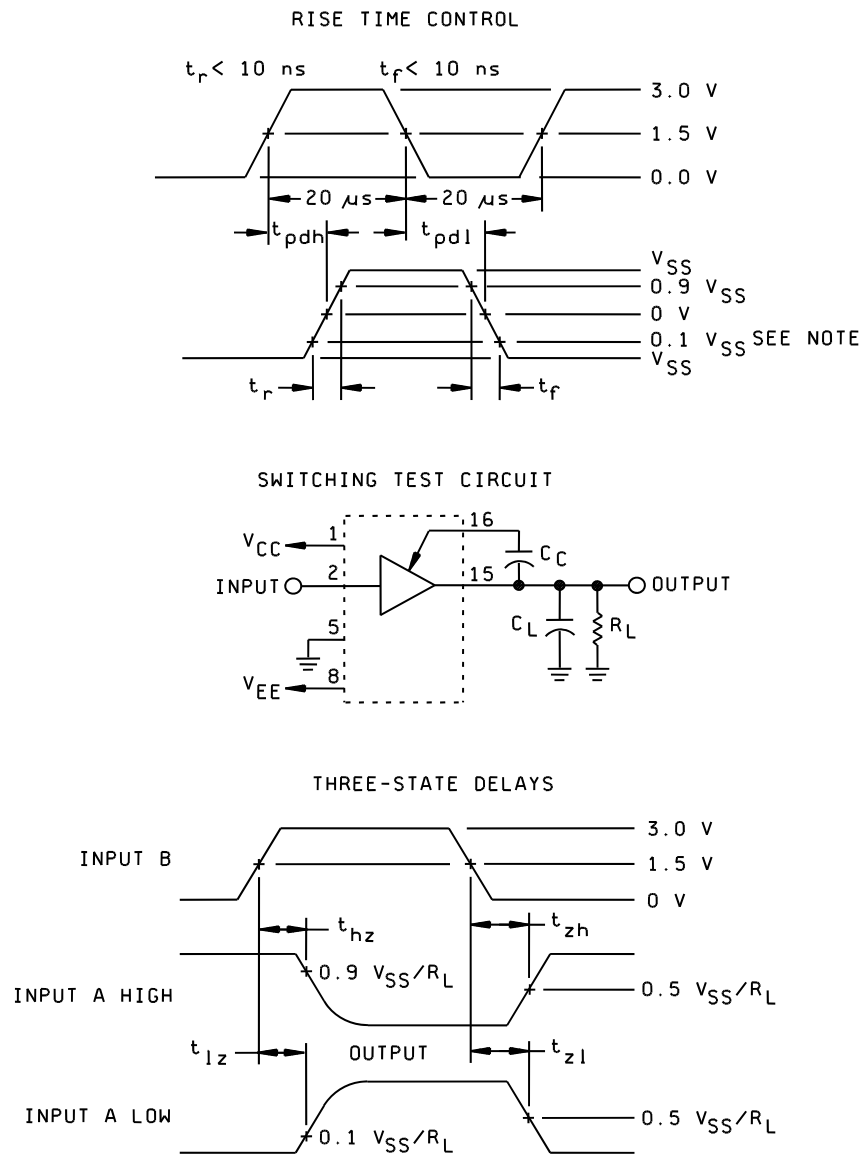 RISE TIME CONTROL
tr< 10 ns
tf< 10 ns
3.0 V
1.5 V
0.0 V
20 μs
20 μs
tpdh
tpdl
VSS
0.9 VSS
0 V
0.1 VSS SEE NOTE
VSS
tr
tf
SWITCHING TEST CIRCUIT
VCC
1
16
CC
INPUT
2
15
OUTPUT
5
CL
RL
VEE
8
THREE-STATE DELAYS
INPUT B
3.0 V
1.5 V
0 V
thz
tzh
INPUT A HIGH
0.9 VSS/RL
0.5 VSS/RL
tlz
OUTPUT
tzl
INPUT A LOW
0.1 VSS/RL
0.5 VSS/RL